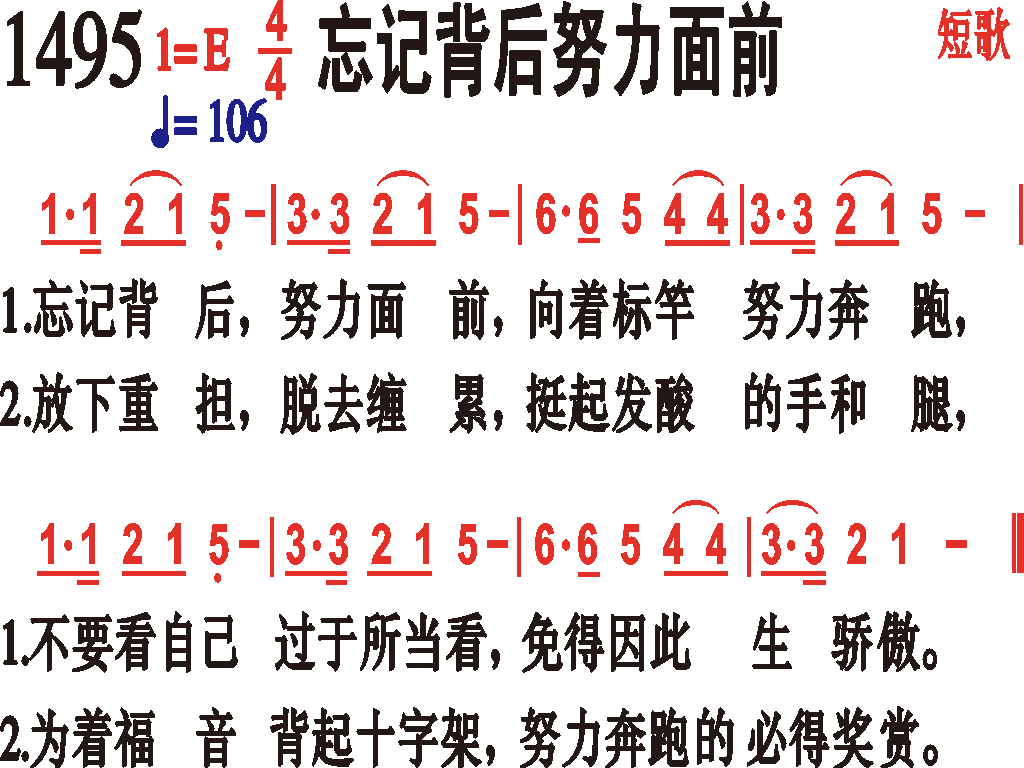 1495 1=E 4/4 忘记背后努力面前 短歌
♩= 106
1·1 2 1 5 - | 3·3 2 1 5 - | 6·6 5 4 4 | 3·3 2 1 5 - |
1.忘记背 后，努力面 前，向着标竿 努力奔 跑，
2.放下重 担，脱去缠 累，挺起发酸 的手和 腿，
1·1 2 1 5 - | 3·3 2 1 5 - | 6·6 5 4 4 | 3·3 2 1 - ‖
1.不要看自己 过于所当看，免得因此 生 骄傲。
2.为着福 音 背起十字架，努力奔跑的 必得奖赏。